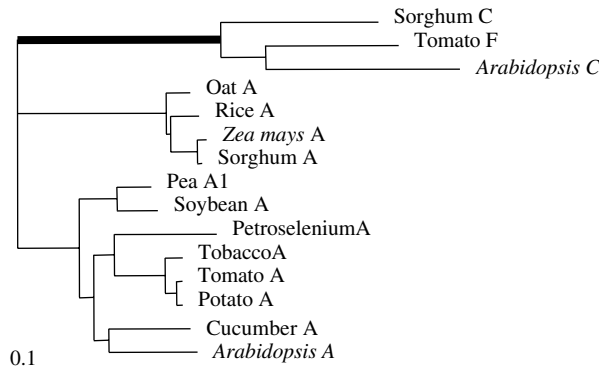 Sorghum C
Tomato F
Arabidopsis C
Oat A
Rice A
Zea mays A
Sorghum A
Pea A1
Soybean A
PetroseleniumA
TobaccoA
Tomato A
Potato A
Cucumber A
Arabidopsis A
0.1